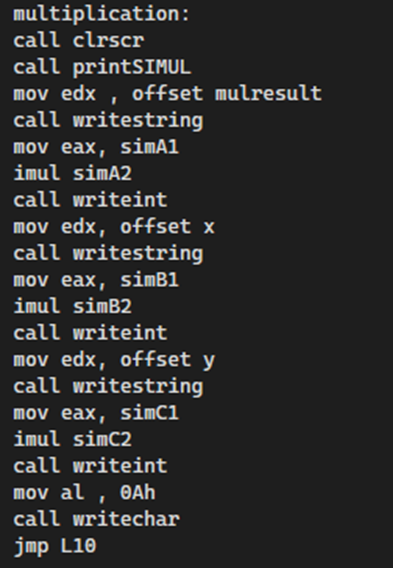 multiplication:
call clrscr
call printSIMUL
mov edx , offset mulresult
call writestring
mov eax, simA1
imul simA2
call writeint
mov edx, offset x
call writestring
mov eax, simB1
imul simB2
call writeint
mov edx, offset y
call writestring
mov eax, simC1
imul simC2
call writeint
mov al , 0Ah
call writechar
jmp L10